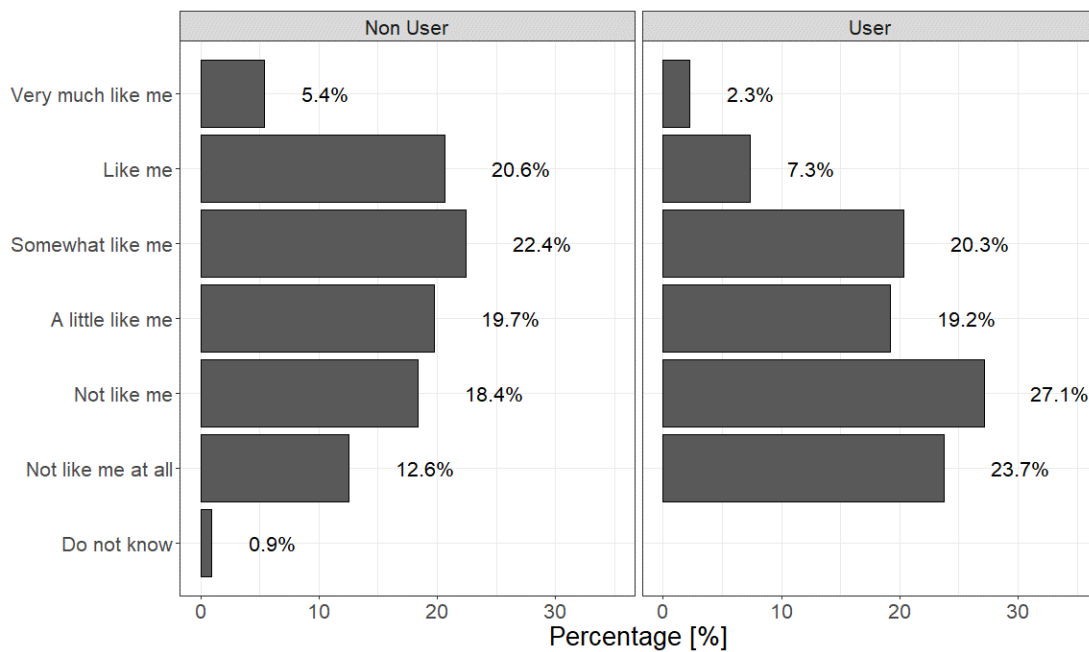 Non User User
Very much like me 5.4% 2.3%
Like me 20.6% 7.3%
Somewhat like me 22.4% 20.3%
A little like me 19.7% 19.2%
Not like me 18.4% 27.1%
Not like me at all 12.6% 23.7%
Do not know 0.9%
0 10 20 30 0 10 20 30
Percentage [%]